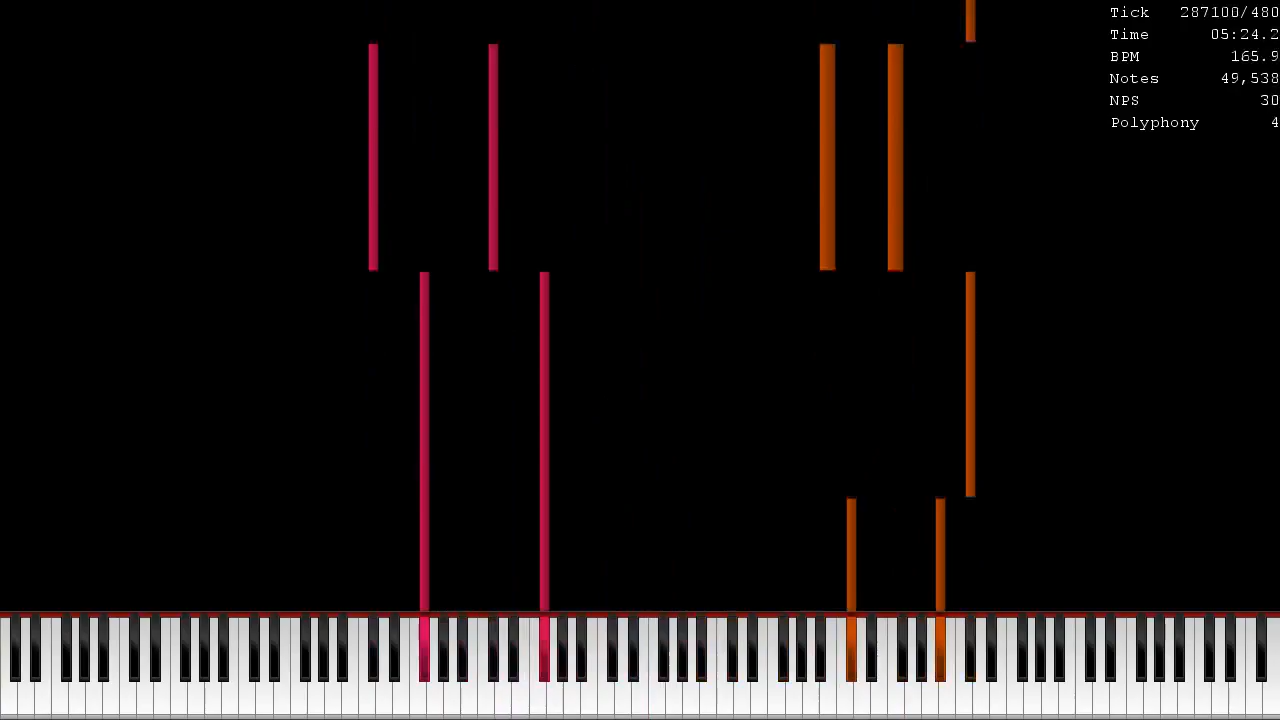 Tick 287100/480
Time 05:24.2
BPM 165.9
Notes 49,538
NPS 30
Polyphony 4